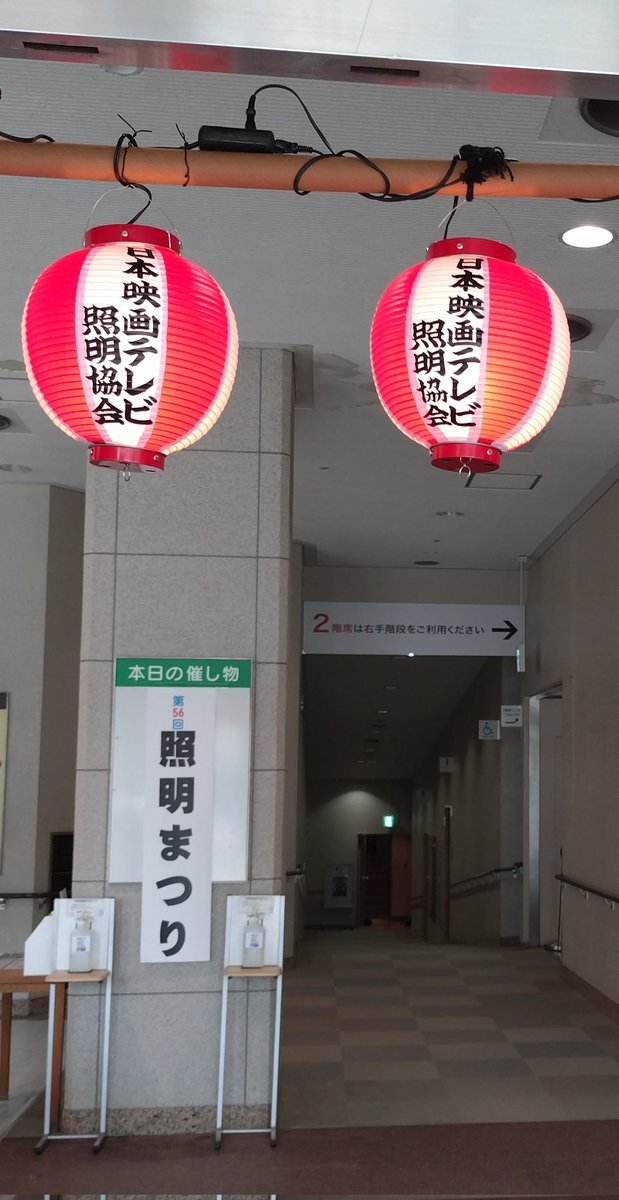 日本映画テレビ
照明協会
日本映画テレビ
照明協会
2階席は右手階段をご利用ください →
本日の催し物
第
56
回
照明まつり